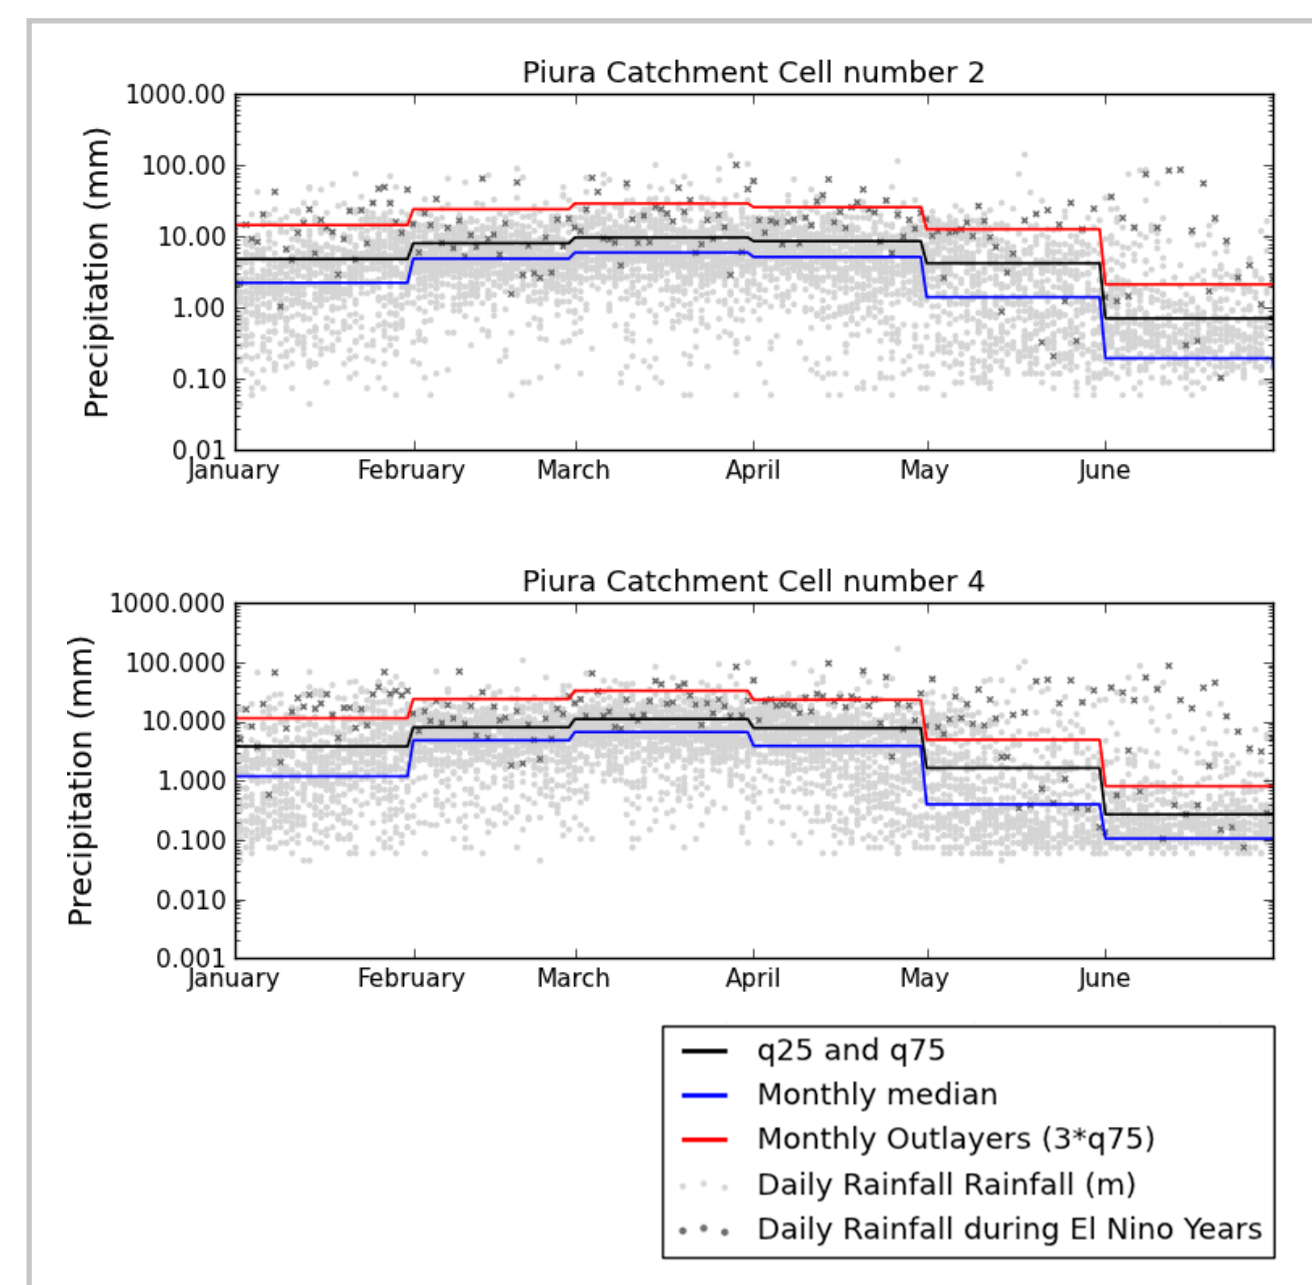 Piura Catchment Cell number 2
1000.00
100.00
10.00
1.00
0.10
0.01
Precipitation (mm)
January February March April May June
Piura Catchment Cell number 4
1000.000
100.000
10.000
1.000
0.100
0.010
0.001
Precipitation (mm)
January February March April May June
q25 and q75
Monthly median
Monthly Outlayers (3*q75)
Daily Rainfall Rainfall (m)
Daily Rainfall during El Nino Years